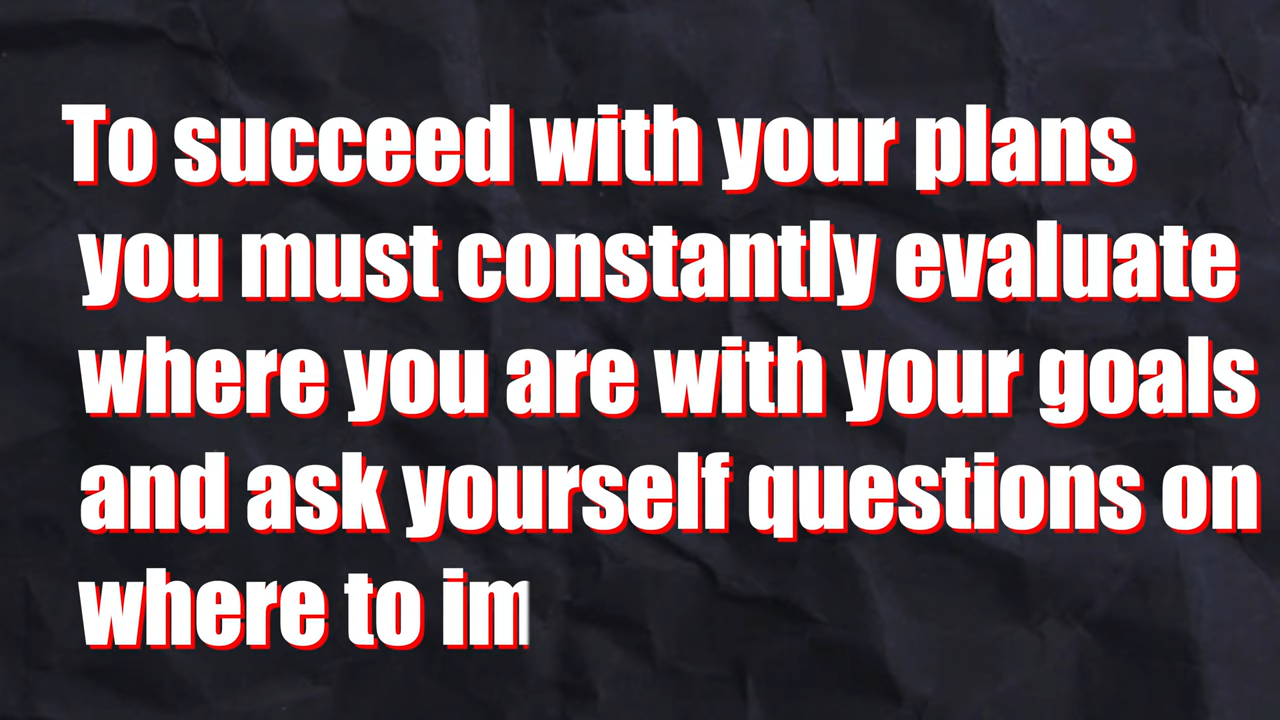 To succeed with your plans
you must constantly evaluate
where you are with your goals
and ask yourself questions on
where to im